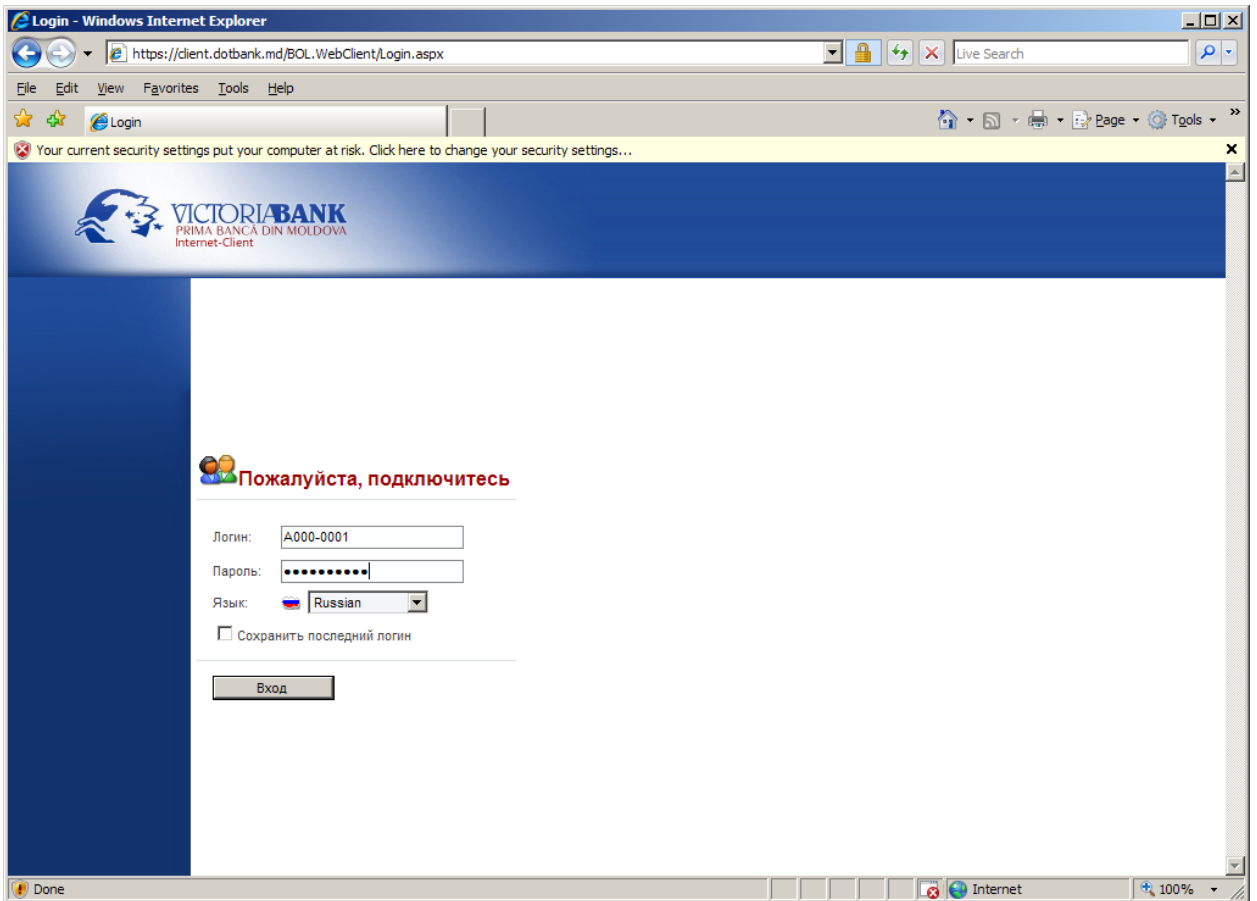 Login - Windows Internet Explorer
https://client.dotbank.md/BOL.WebClient/Login.aspx
Live Search
File Edit View Favorites Tools Help
Login
Page Tools »
Your current security settings put your computer at risk. Click here to change your security settings...
VICTORIABANK
PRIMA BANCĂ DIN MOLDOVA
Internet-Client
Пожалуйста, подключитесь
Логин: A000-0001
Пароль: ••••••••••
Язык: Russian
Сохранить последний логин
Вход
Done Internet 100%